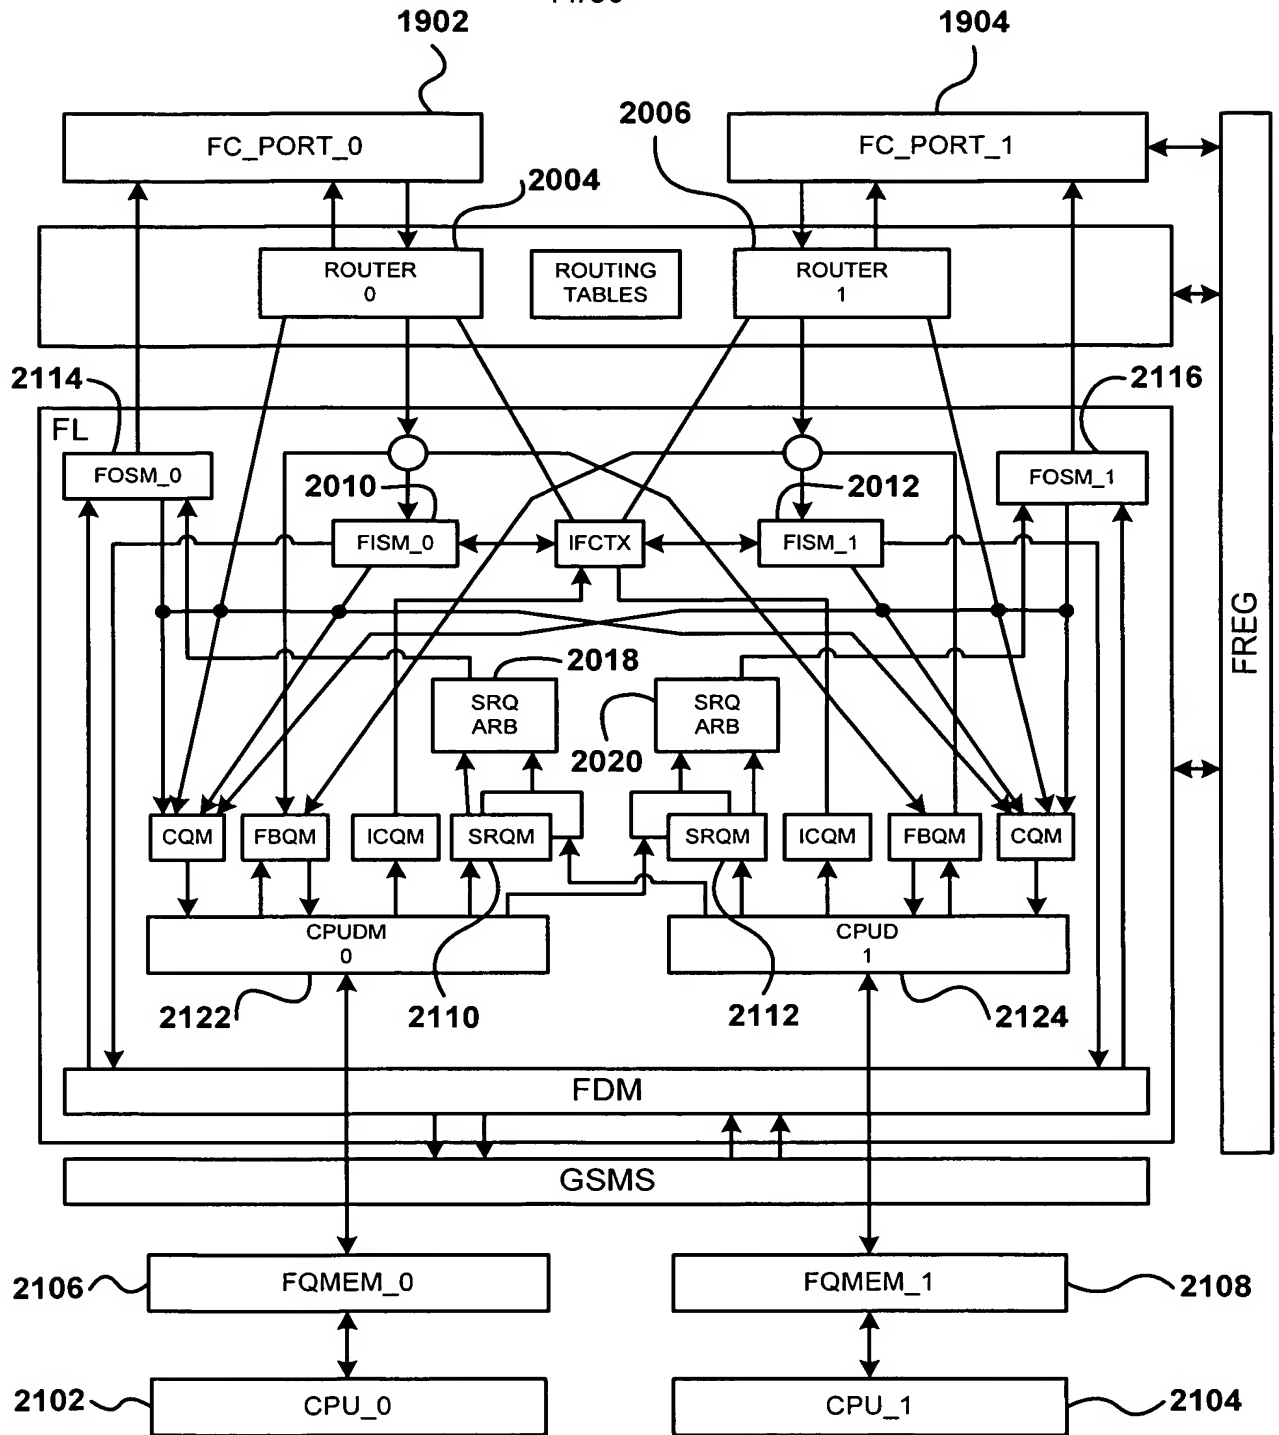 1902
1904
FC_PORT_0
2006
FC_PORT_1
2004
ROUTER
0
ROUTING
TABLES
ROUTER
1
2114
2116
FL
FOSM_0
2010
2012
FOSM_1
FISM_0
IFCTX
FISM_1
FREG
2018
SRQ
ARB
SRQ
ARB
2020
CQM
FBQM
ICQM
SRQM
SRQM
ICQM
FBQM
CQM
CPUDM
0
CPUD
1
2122
2110
2112
2124
FDM
GSMS
2106
FQMEM_0
FQMEM_1
2108
2102
CPU_0
CPU_1
2104